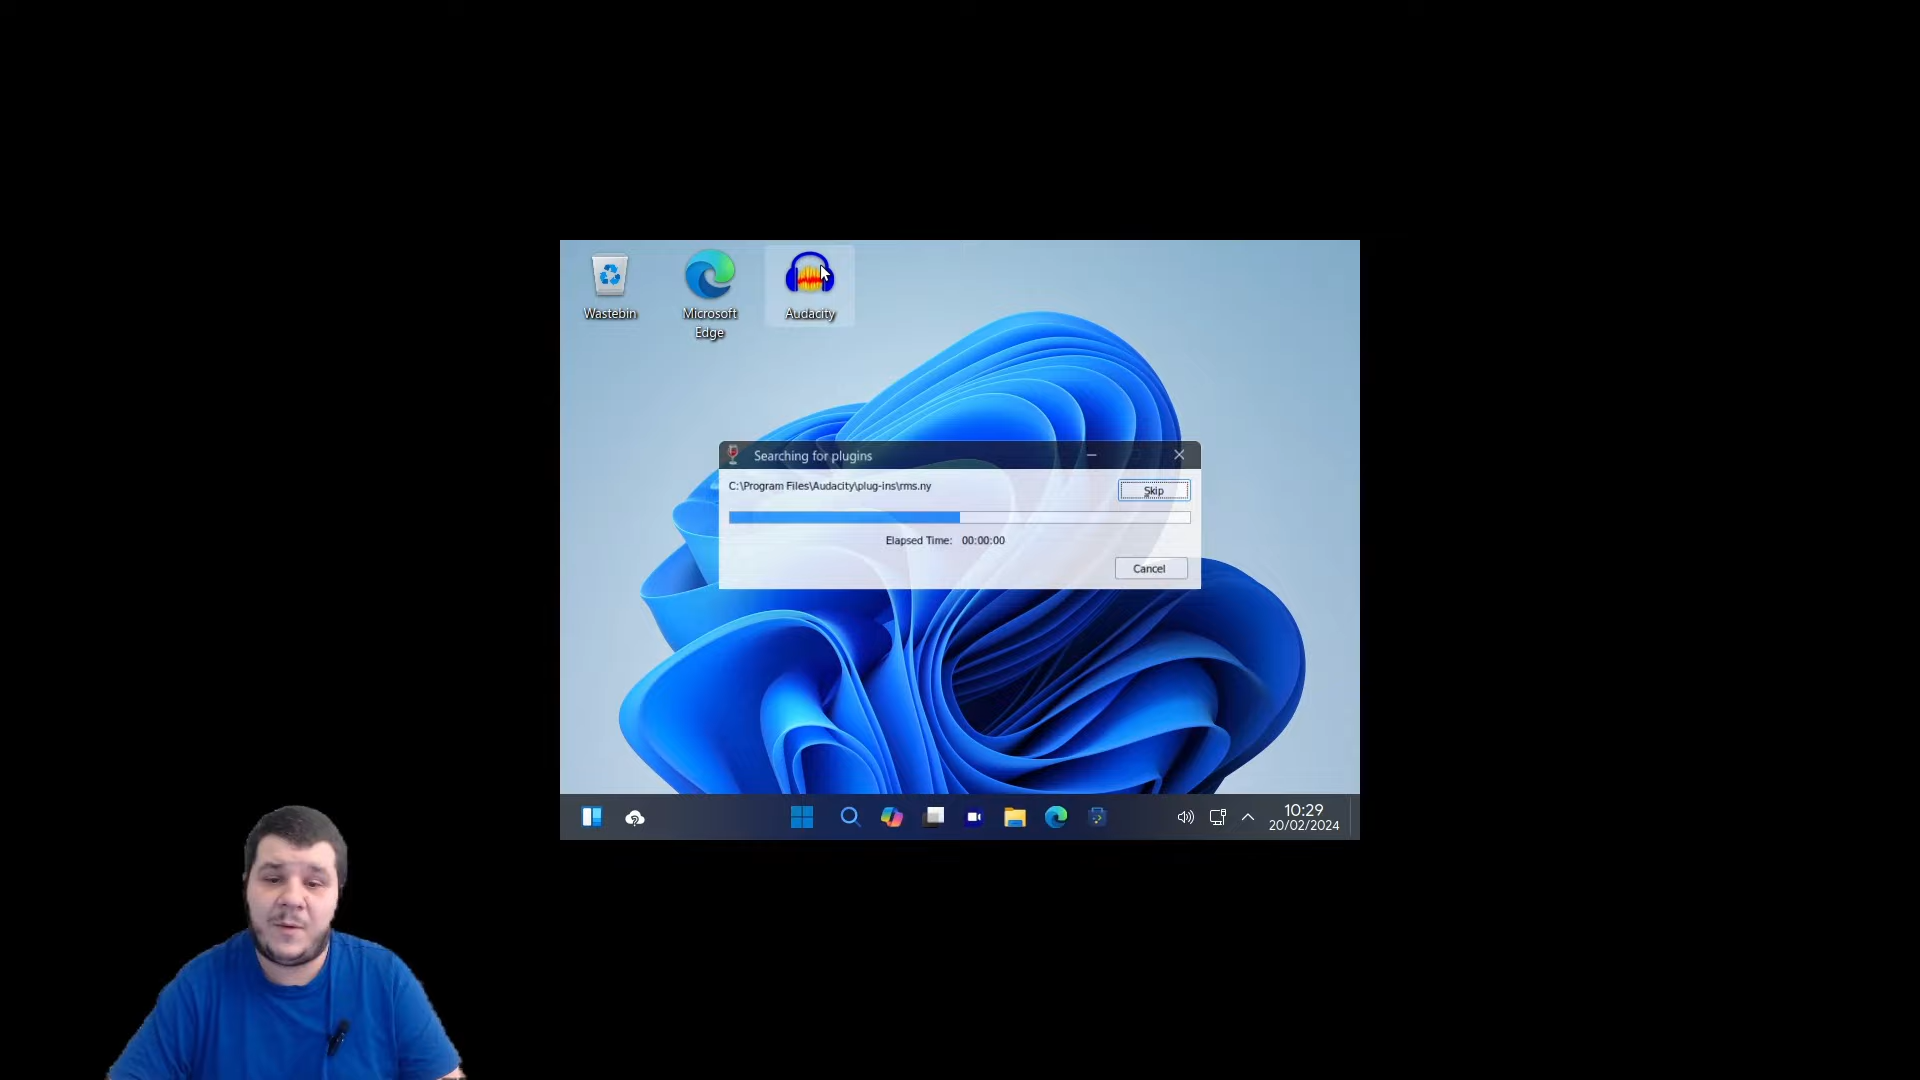 Wastebin
Microsoft
Edge
Audacity
Searching for plugins
C:\Program Files\Audacity\plug-ins\rms.ny
Skip
Elapsed Time: 00:00:00
Cancel
10:29
20/02/2024